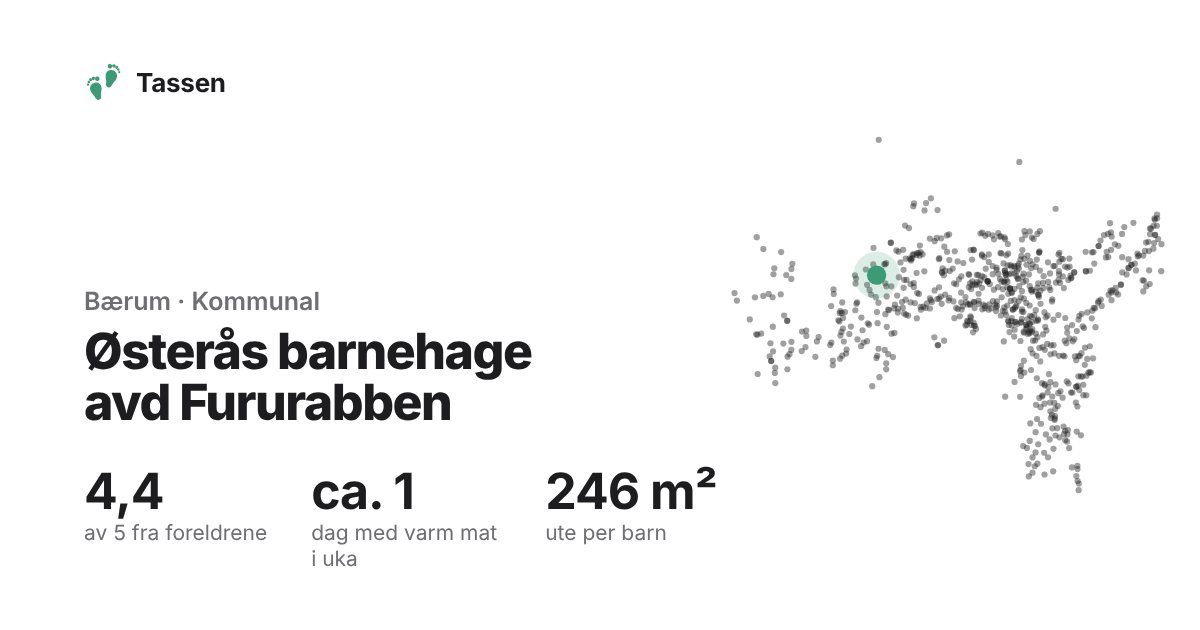 Tassen
Bærum · Kommunal
Østerås barnehage
avd Fururabben
4,4
av 5 fra foreldrene
ca. 1
dag med varm mat
i uka
246 m²
ute per barn